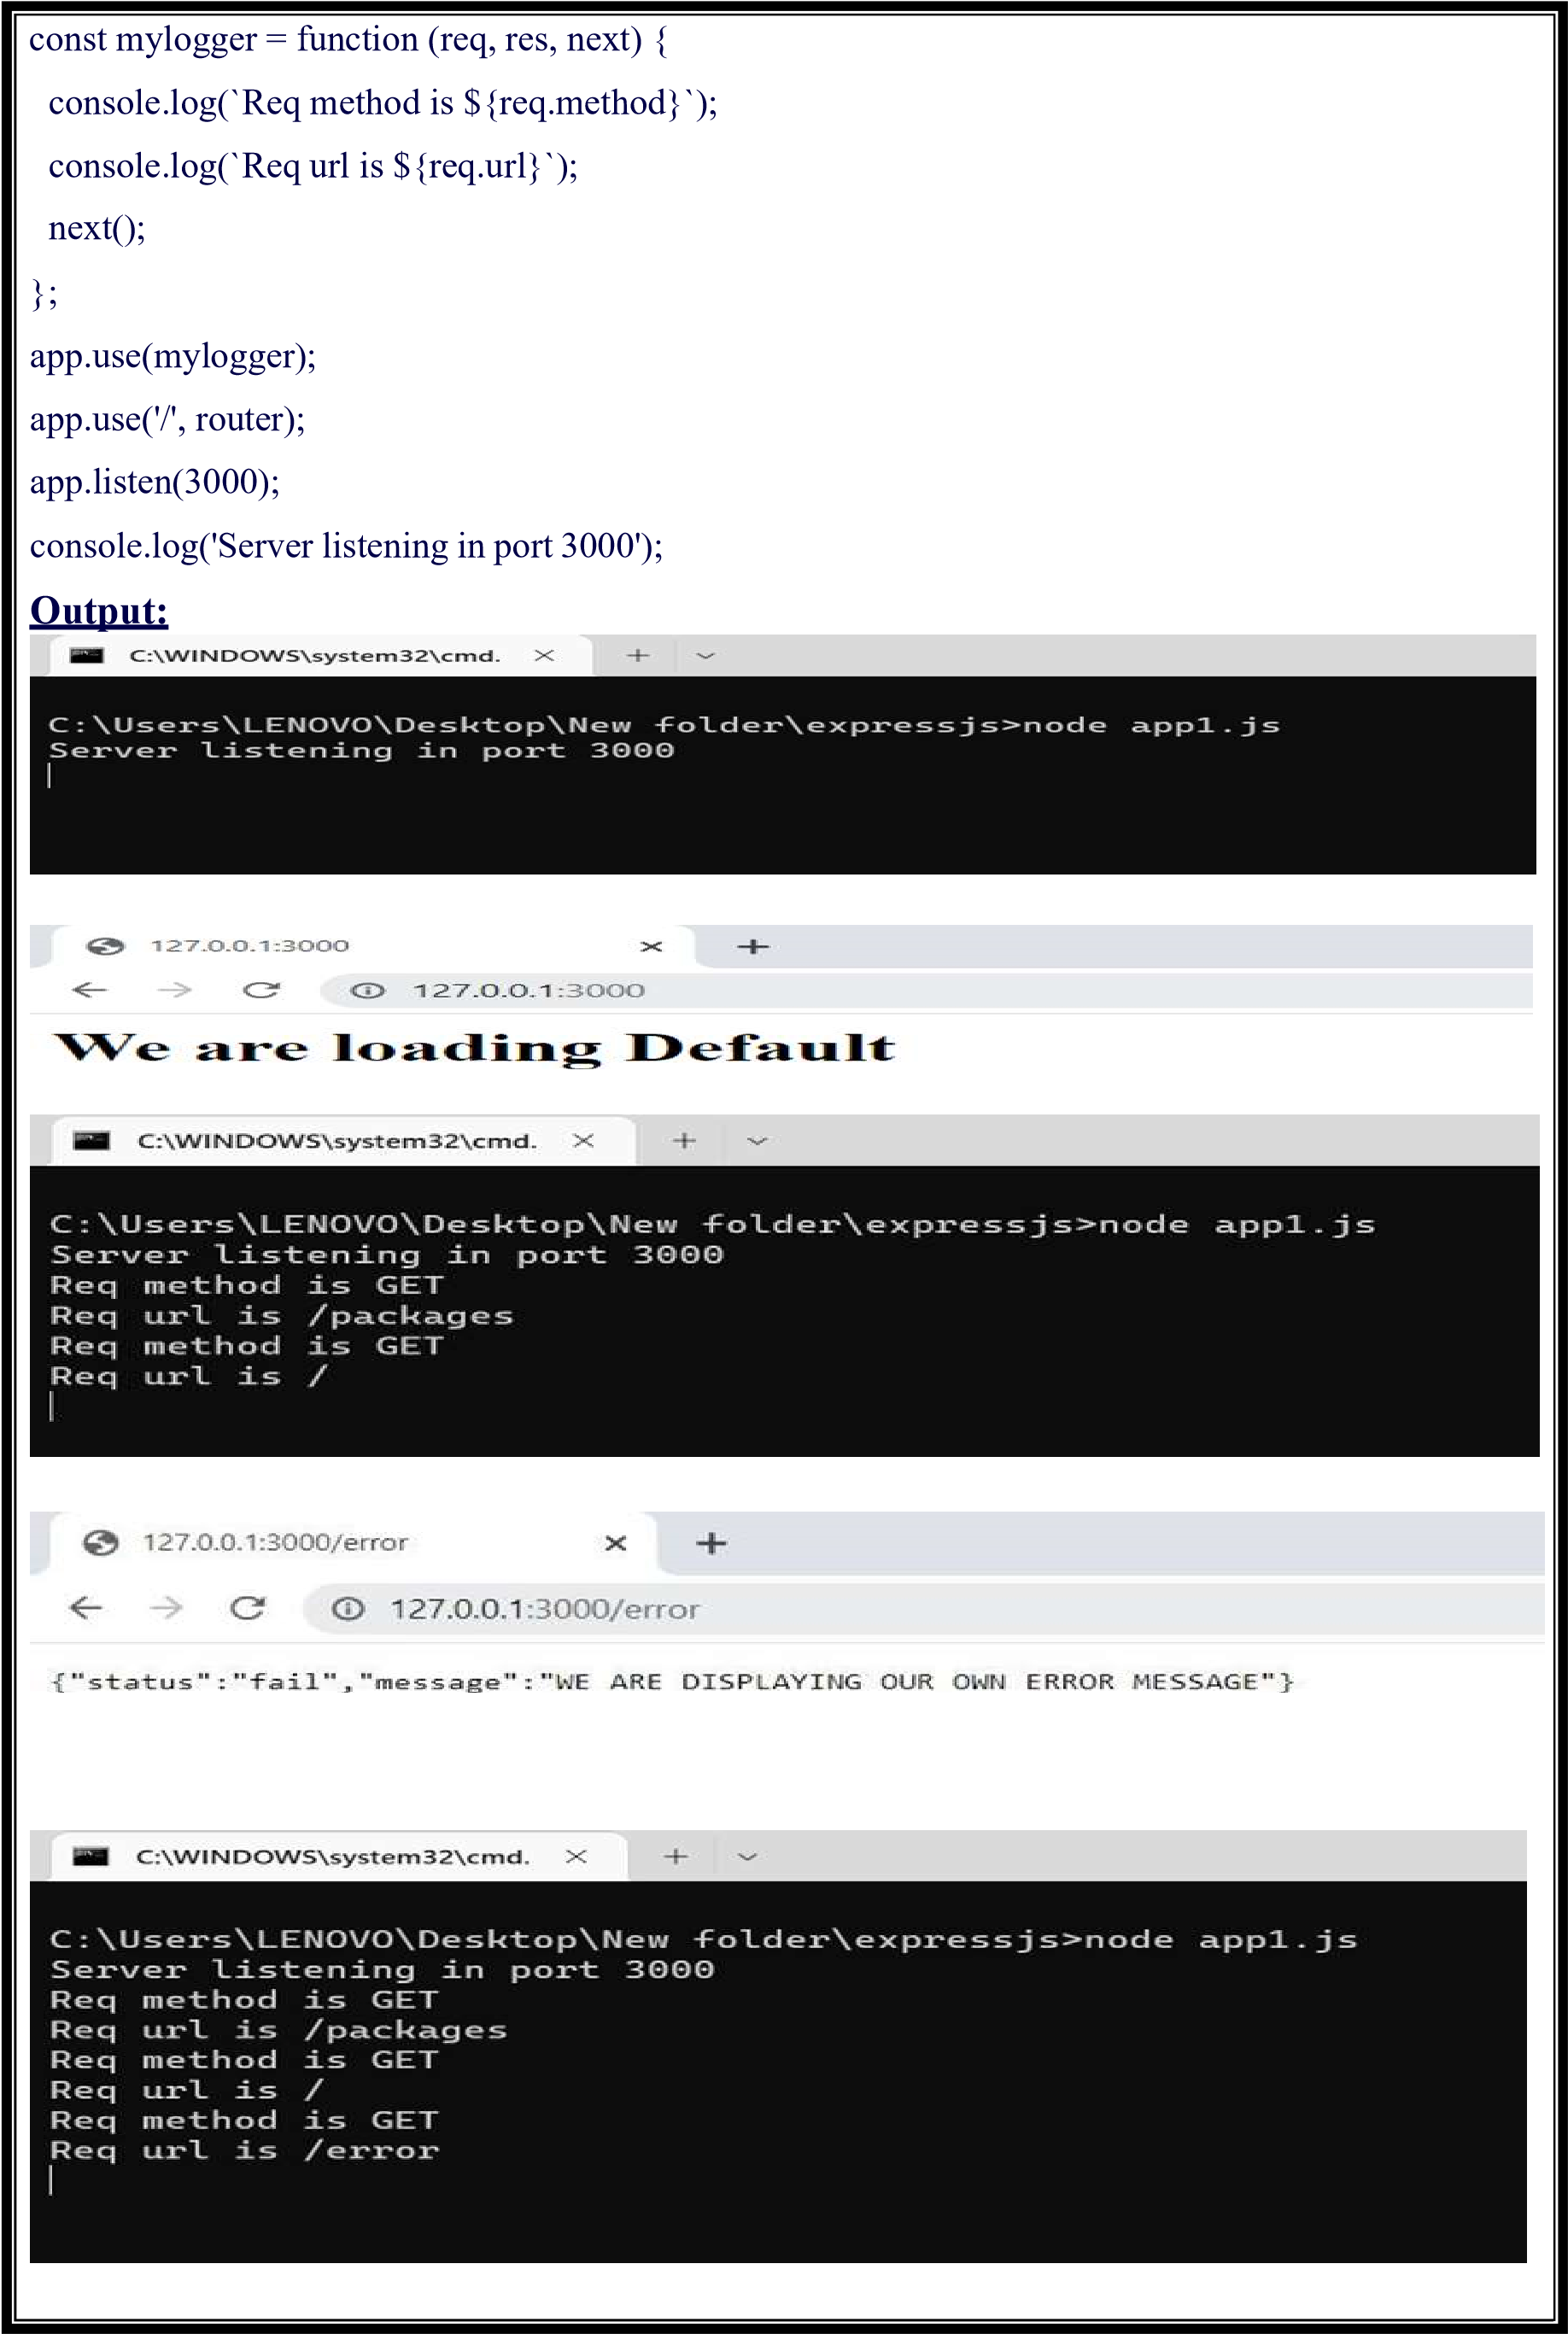 const mylogger = function (req, res, next) {
console.log(`Req method is ${req.method}`);
console.log(`Req url is ${req.url}`);
next();
};
app.use(mylogger);
app.use('/', router);
app.listen(3000);
console.log('Server listening in port 3000');
Output:
C:\WINDOWS\system32\cmd.
C:\Users\LENOVO\Desktop\New folder\expressjs>node app1.js
Server listening in port 3000
127.0.0.1:3000
127.0.0.1:3000
We are loading Default
C:\WINDOWS\system32\cmd.
C:\Users\LENOVO\Desktop\New folder\expressjs>node app1.js
Server listening in port 3000
Req method is GET
Req url is /packages
Req method is GET
Req url is /
127.0.0.1:3000/error
127.0.0.1:3000/error
{"status":"fail","message":"WE ARE DISPLAYING OUR OWN ERROR MESSAGE"}
C:\WINDOWS\system32\cmd.
C:\Users\LENOVO\Desktop\New folder\expressjs>node app1.js
Server listening in port 3000
Req method is GET
Req url is /packages
Req method is GET
Req url is /
Req method is GET
Req url is /error